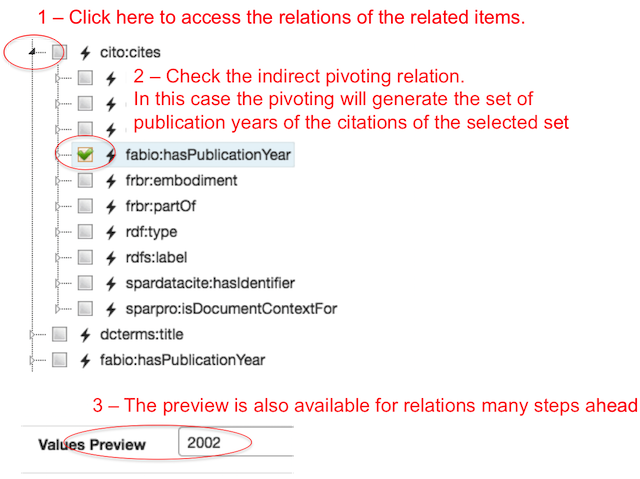 1 – Click here to access the relations of the related items.
cito:cites
2 – Check the indirect pivoting relation.
In this case the pivoting will generate the set of
publication years of the citations of the selected set
fabio:hasPublicationYear
frbr:embodiment
frbr:partOf
rdf:type
rdfs:label
spardatacite:hasIdentifier
sparpro:isDocumentContextFor
dcterms:title
fabio:hasPublicationYear
3 – The preview is also available for relations many steps ahead
Values Preview 2002